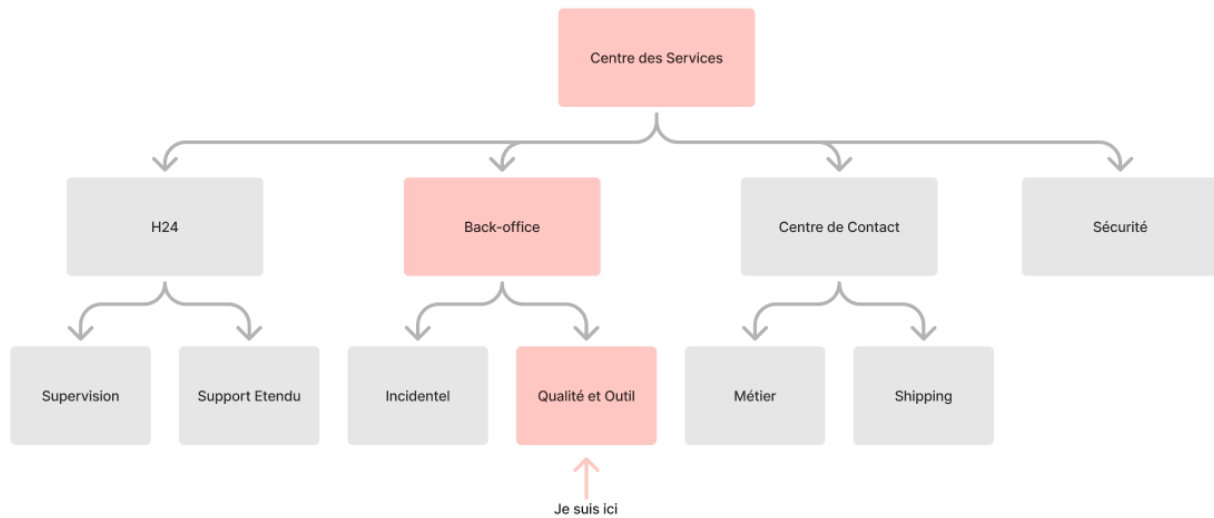 Centre des Services
H24
Back-office
Centre de Contact
Sécurité
Supervision
Support Etendu
Incidentel
Qualité et Outil
Métier
Shipping
Je suis ici